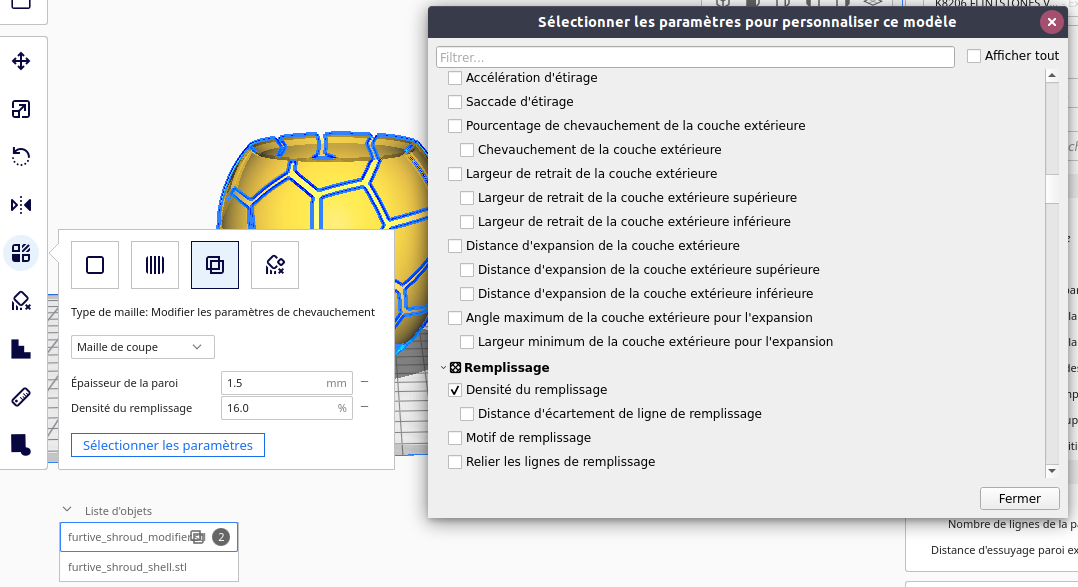 K8206 FLINTSTONES V...
Sélectionner les paramètres pour personnaliser ce modèle
Filtrer...
Afficher tout
Accélération d'étirage
Saccade d'étirage
Pourcentage de chevauchement de la couche extérieure
Chevauchement de la couche extérieure
Largeur de retrait de la couche extérieure
Largeur de retrait de la couche extérieure supérieure
Largeur de retrait de la couche extérieure inférieure
Distance d'expansion de la couche extérieure
Distance d'expansion de la couche extérieure supérieure
Distance d'expansion de la couche extérieure inférieure
Angle maximum de la couche extérieure pour l'expansion
Largeur minimum de la couche extérieure pour l'expansion
Remplissage
Densité du remplissage
Distance d'écartement de ligne de remplissage
Motif de remplissage
Relier les lignes de remplissage
Fermer
Type de maille: Modifier les paramètres de chevauchement
Maille de coupe
Épaisseur de la paroi 1.5 mm
Densité du remplissage 16.0 %
Sélectionner les paramètres
Liste d'objets
furtive_shroud_modifier 2
furtive_shroud_shell.stl
Nombre de lignes de la p
Distance d'essuyage paroi ex